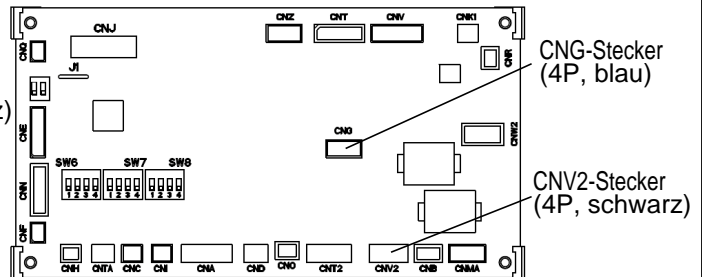 CNJ
CNZ
CNT
CNV
CNK1
CNQ
CNR
J1
CNG-Stecker
(4P, blau)
z)
CNE
CNG
CNW2
SW6
SW7
SW8
1 2 3 4
1 2 3 4
1 2 3 4
CNN
CNV2-Stecker
(4P, schwarz)
CNF
CNH
CNTA
CNC
CNI
CNA
CND
CNO
CNT2
CNV2
CNB
CNMA